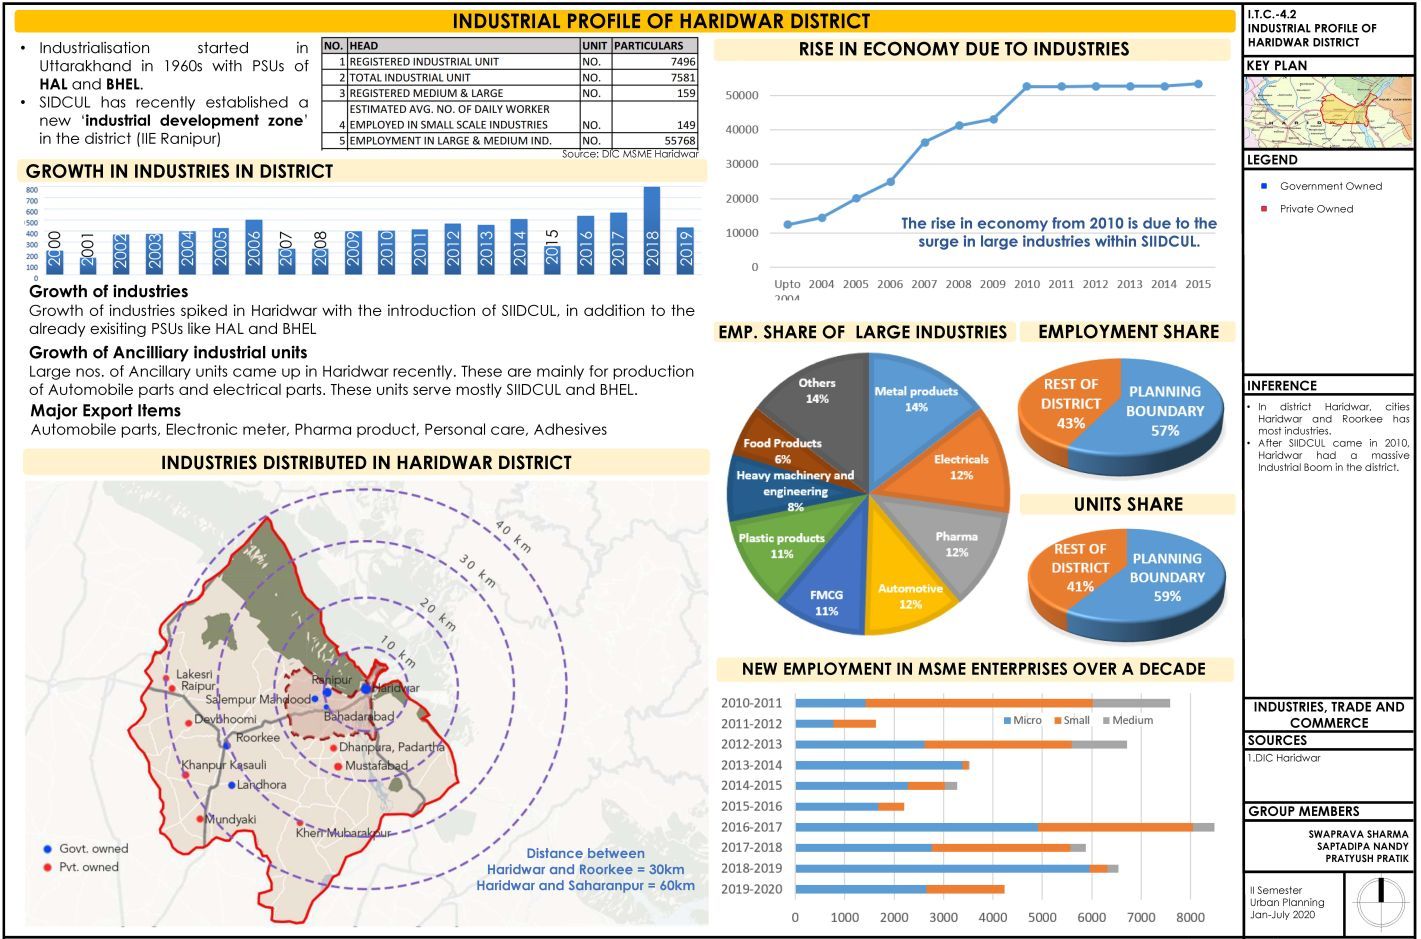 INDUSTRIAL PROFILE OF HARIDWAR DISTRICT
• Industrialisation started in
Uttarakhand in 1960s with PSUs of
HAL and BHEL.
• SIDCUL has recently established a
new ‘industrial development zone’
in the district (IIE Ranipur)
NO. HEAD UNIT PARTICULARS
1 REGISTERED INDUSTRIAL UNIT NO. 7496
2 TOTAL INDUSTRIAL UNIT NO. 7581
3 REGISTERED MEDIUM & LARGE NO. 159
ESTIMATED AVG. NO. OF DAILY WORKER
4 EMPLOYED IN SMALL SCALE INDUSTRIES NO. 149
5 EMPLOYMENT IN LARGE & MEDIUM IND. NO. 55768
Source: DIC MSME Haridwar
GROWTH IN INDUSTRIES IN DISTRICT
800
700
600
500
400
300
200
100
0
2000 2001 2002 2003 2004 2005 2006 2007 2008 2009 2010 2011 2012 2013 2014 2015 2016 2017 2018 2019
Growth of industries
Growth of industries spiked in Haridwar with the introduction of SIIDCUL, in addition to the
already exisiting PSUs like HAL and BHEL
Growth of Ancilliary industrial units
Large nos. of Ancillary units came up in Haridwar recently. These are mainly for production
of Automobile parts and electrical parts. These units serve mostly SIIDCUL and BHEL.
Major Export Items
Automobile parts, Electronic meter, Pharma product, Personal care, Adhesives
INDUSTRIES DISTRIBUTED IN HARIDWAR DISTRICT
40 km
30 km
20 km
10 km
Lakesri
Raipur
Ranipur
Haridwar
Salempur Mahdood
Bahadarabad
Devbhoomi
Roorkee
Dhanpura, Padartha
Khanpur Kasauli
Mustafabad
Landhora
Mundyaki
Kheri Mubarakpur
Govt. owned
Pvt. owned
Distance between
Haridwar and Roorkee = 30km
Haridwar and Saharanpur = 60km
RISE IN ECONOMY DUE TO INDUSTRIES
50000
40000
30000
20000
10000
0
The rise in economy from 2010 is due to the
surge in large industries within SIIDCUL.
Upto 2004 2005 2006 2007 2008 2009 2010 2011 2012 2013 2014 2015
2004
EMP. SHARE OF LARGE INDUSTRIES
Others
14%
Metal products
14%
Electricals
12%
Pharma
12%
Automotive
12%
FMCG
11%
Plastic products
11%
Heavy machinery and
engineering
8%
Food Products
6%
EMPLOYMENT SHARE
REST OF
DISTRICT
43%
PLANNING
BOUNDARY
57%
UNITS SHARE
REST OF
DISTRICT
41%
PLANNING
BOUNDARY
59%
NEW EMPLOYMENT IN MSME ENTERPRISES OVER A DECADE
2010-2011
2011-2012
2012-2013
2013-2014
2014-2015
2015-2016
2016-2017
2017-2018
2018-2019
2019-2020
Micro Small Medium
0 1000 2000 3000 4000 5000 6000 7000 8000
I.T.C.-4.2
INDUSTRIAL PROFILE OF
HARIDWAR DISTRICT
KEY PLAN
LEGEND
Government Owned
Private Owned
INFERENCE
• In district Haridwar, cities
Haridwar and Roorkee has
most industries.
• After SIIDCUL came in 2010,
Haridwar had a massive
Industrial Boom in the district.
INDUSTRIES, TRADE AND
COMMERCE
SOURCES
1.DIC Haridwar
GROUP MEMBERS
SWAPRAVA SHARMA
SAPTADIPA NANDY
PRATYUSH PRATIK
II Semester
Urban Planning
Jan-July 2020